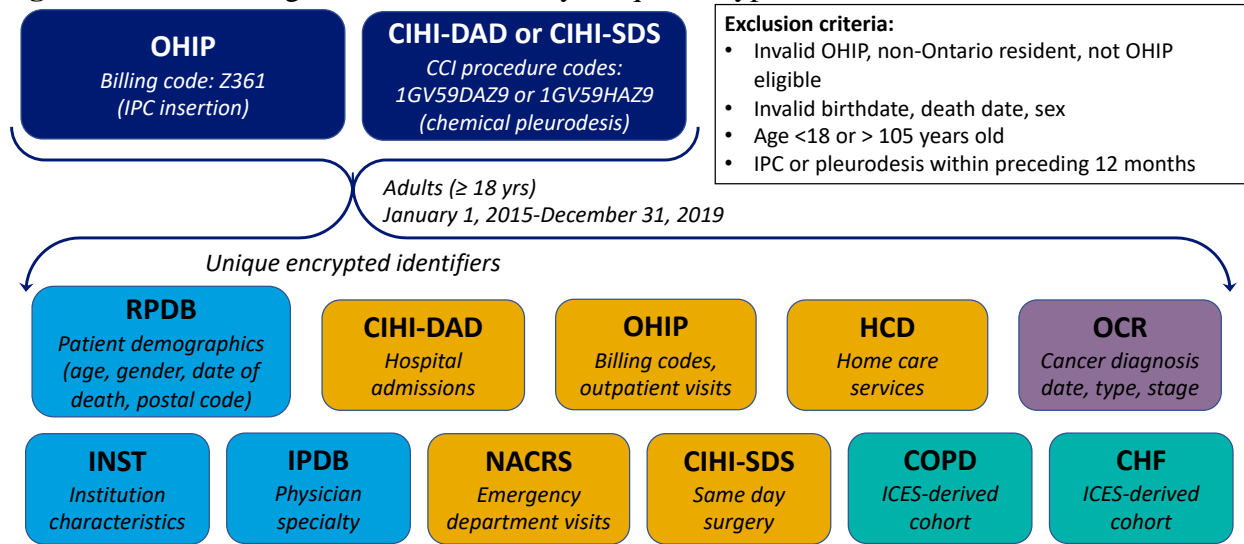 OHIP
Billing code: Z361
(IPC insertion)
CIHI-DAD or CIHI-SDS
CCI procedure codes:
1GV59DAZ9 or 1GV59HAZ9
(chemical pleurodesis)
Exclusion criteria:
• Invalid OHIP, non-Ontario resident, not OHIP
eligible
• Invalid birthdate, death date, sex
• Age <18 or > 105 years old
• IPC or pleurodesis within preceding 12 months
Adults (≥ 18 yrs)
January 1, 2015-December 31, 2019
Unique encrypted identifiers
RPDB
Patient demographics
(age, gender, date of
death, postal code)
CIHI-DAD
Hospital
admissions
OHIP
Billing codes,
outpatient visits
HCD
Home care
services
OCR
Cancer diagnosis
date, type, stage
INST
Institution
characteristics
IPDB
Physician
specialty
NACRS
Emergency
department visits
CIHI-SDS
Same day
surgery
COPD
ICES-derived
cohort
CHF
ICES-derived
cohort